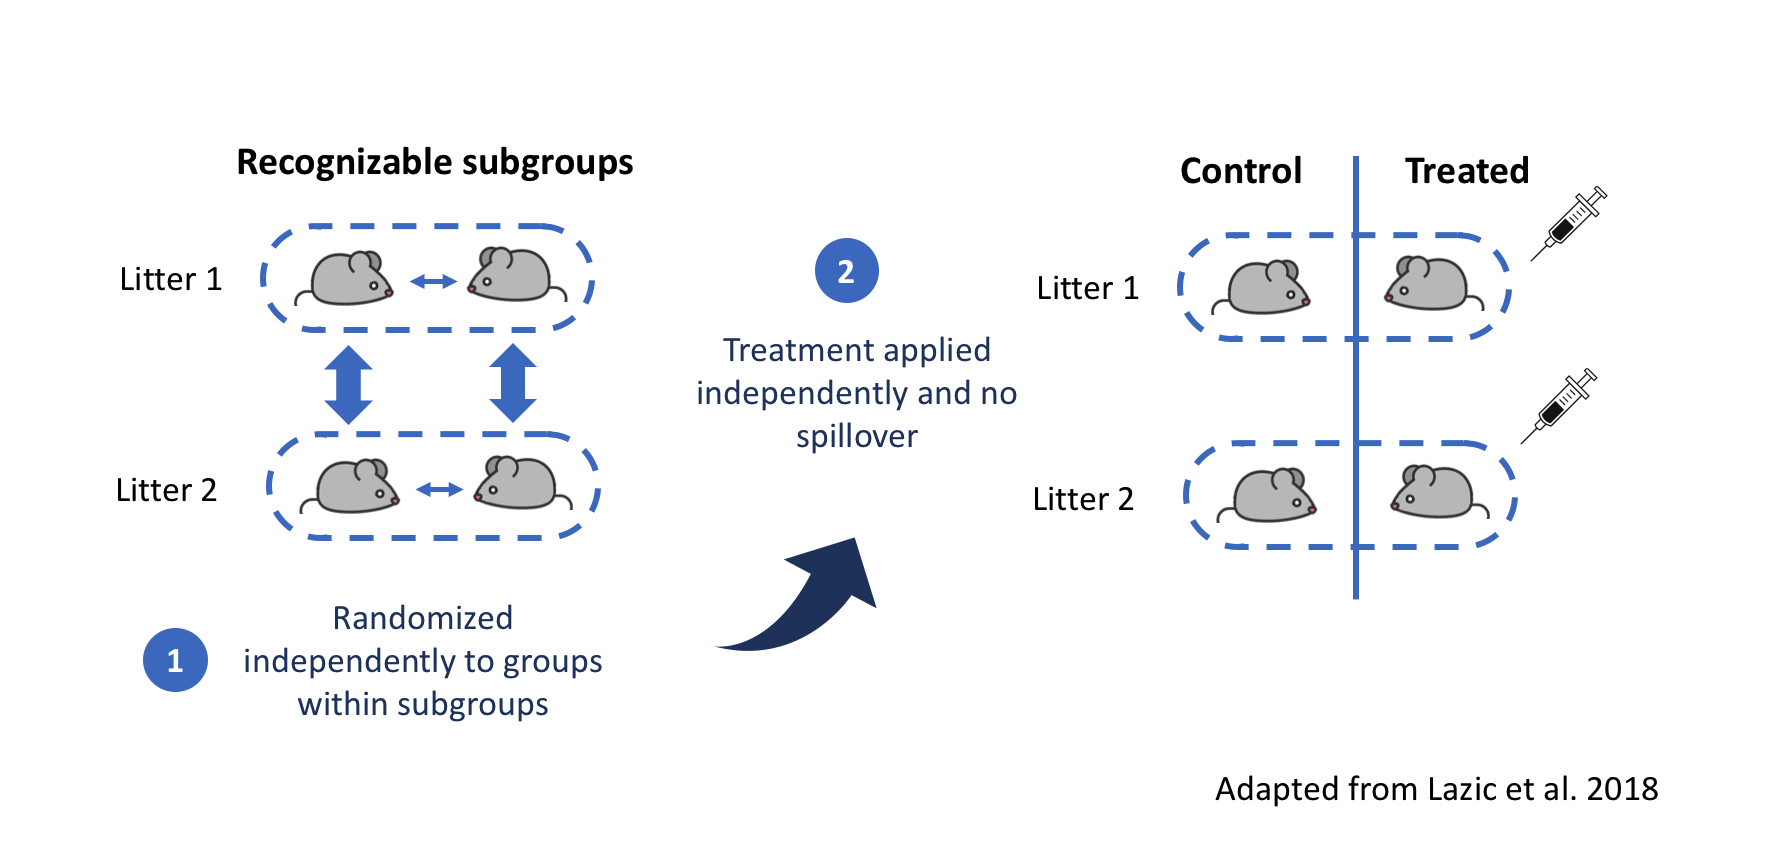 Recognizable subgroups
Litter 1
Litter 2
1
Randomized
independently to groups
within subgroups
2
Treatment applied
independently and no
spillover
Control
Treated
Litter 1
Litter 2
Adapted from Lazic et al. 2018